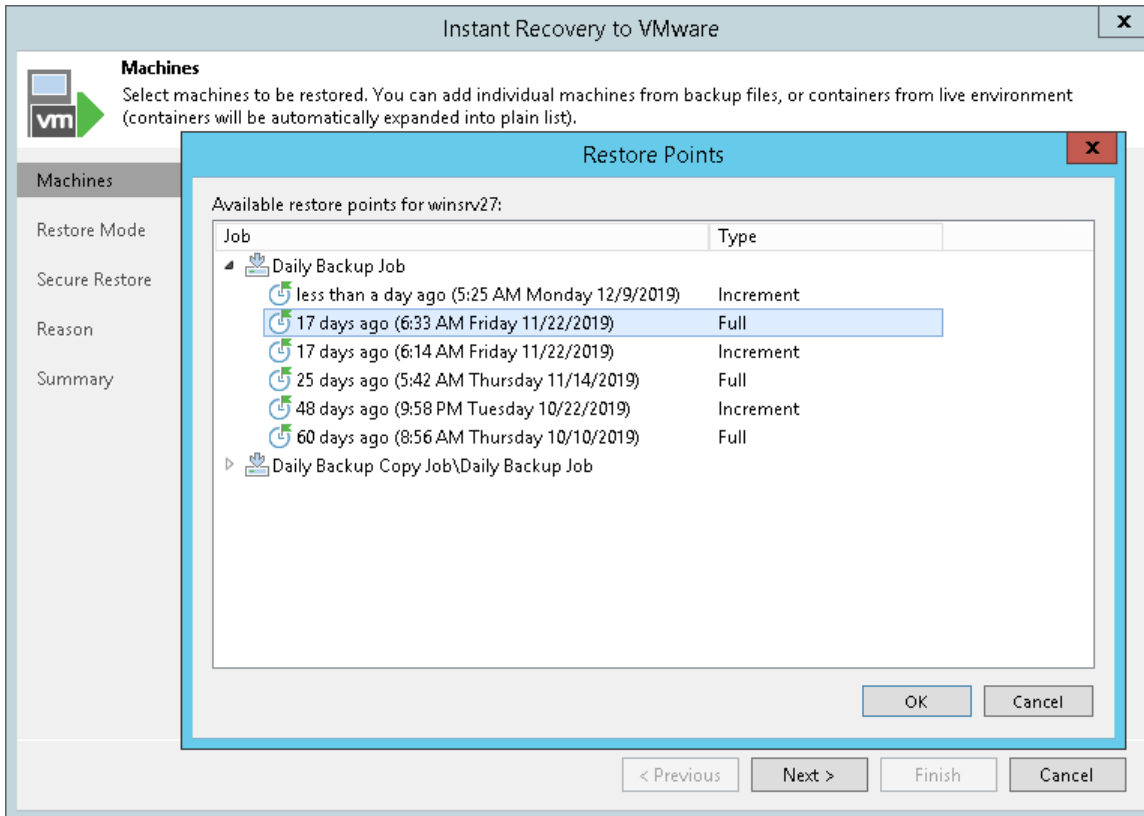 Instant Recovery to VMware
x
vm
Machines
Select machines to be restored. You can add individual machines from backup files, or containers from live environment
(containers will be automatically expanded into plain list).
Machines
Restore Mode
Secure Restore
Reason
Summary
Restore Points
x
Available restore points for winsrv27:
Job Type
Daily Backup Job
less than a day ago (5:25 AM Monday 12/9/2019) Increment
17 days ago (6:33 AM Friday 11/22/2019) Full
17 days ago (6:14 AM Friday 11/22/2019) Increment
25 days ago (5:42 AM Thursday 11/14/2019) Full
48 days ago (9:58 PM Tuesday 10/22/2019) Increment
60 days ago (8:56 AM Thursday 10/10/2019) Full
Daily Backup Copy Job\Daily Backup Job
OK Cancel
< Previous Next > Finish Cancel